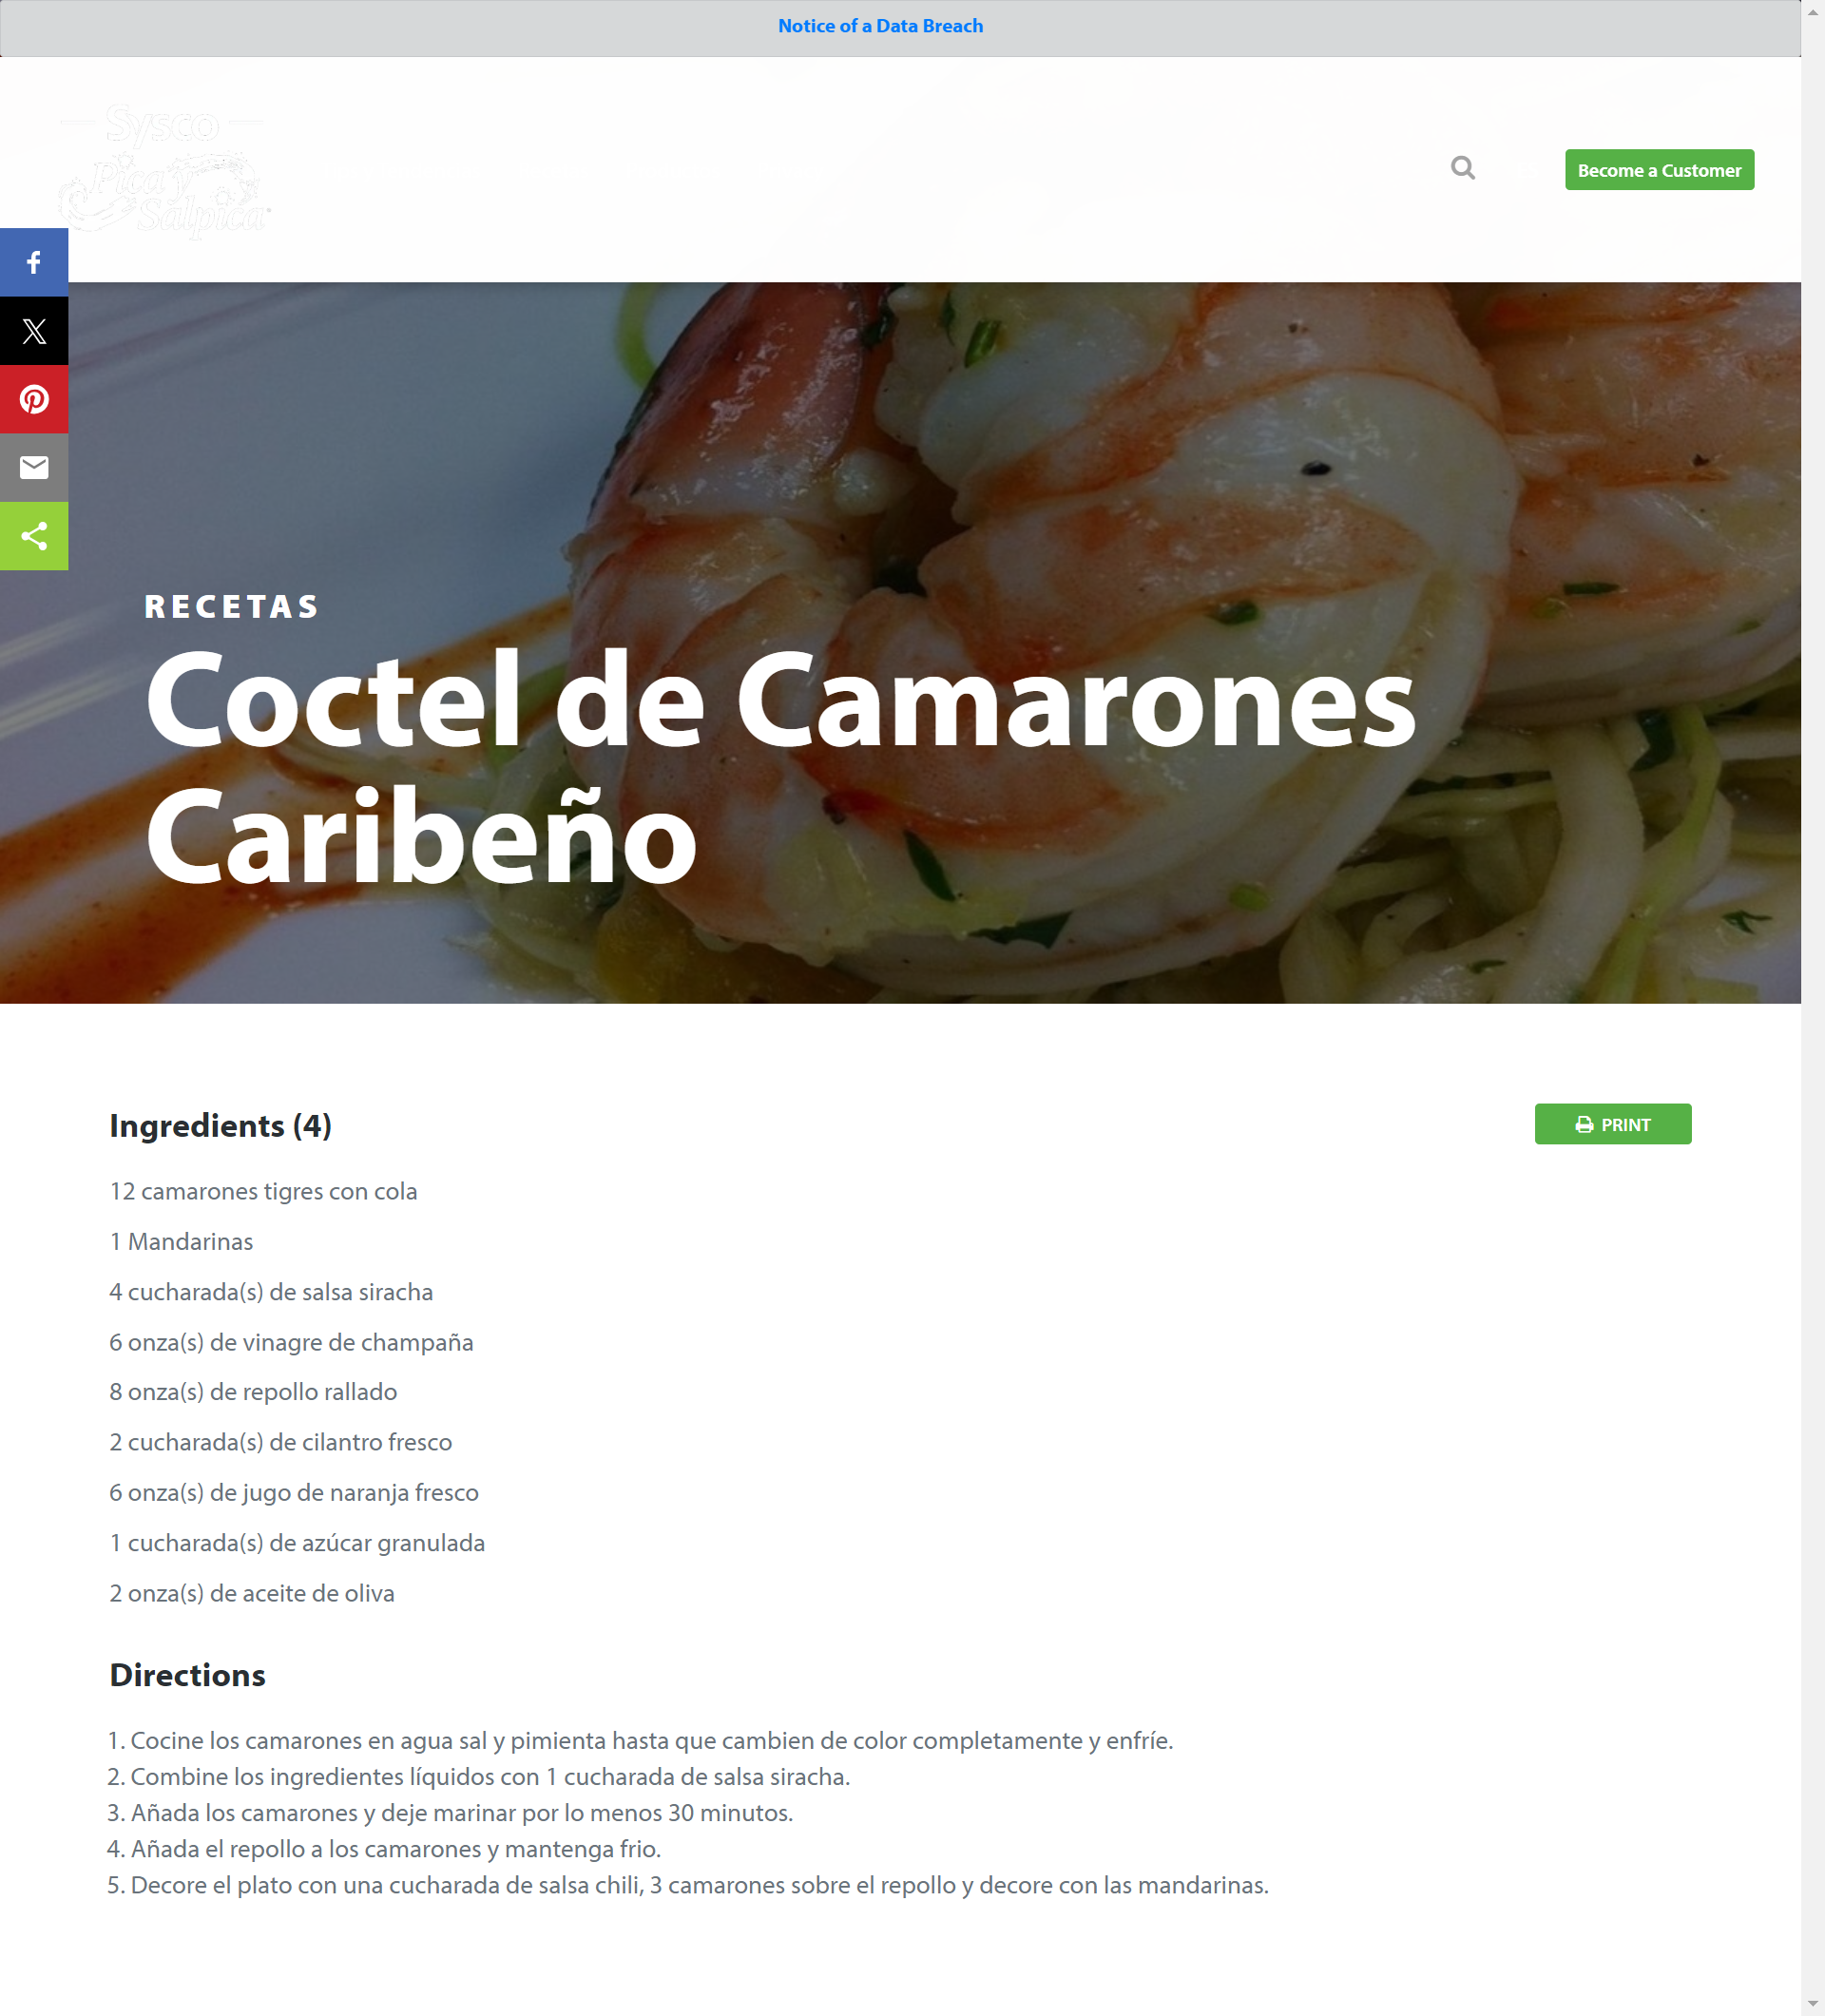 Notice of a Data Breach
Sysco
Pica y
Salpica
Become a Customer
RECETAS
Coctel de Camarones
Caribeño
Ingredients (4)
PRINT
12 camarones tigres con cola
1 Mandarinas
4 cucharada(s) de salsa siracha
6 onza(s) de vinagre de champaña
8 onza(s) de repollo rallado
2 cucharada(s) de cilantro fresco
6 onza(s) de jugo de naranja fresco
1 cucharada(s) de azúcar granulada
2 onza(s) de aceite de oliva
Directions
1. Cocine los camarones en agua sal y pimienta hasta que cambien de color completamente y enfríe.
2. Combine los ingredientes líquidos con 1 cucharada de salsa siracha.
3. Añada los camarones y deje marinar por lo menos 30 minutos.
4. Añada el repollo a los camarones y mantenga frio.
5. Decore el plato con una cucharada de salsa chili, 3 camarones sobre el repollo y decore con las mandarinas.